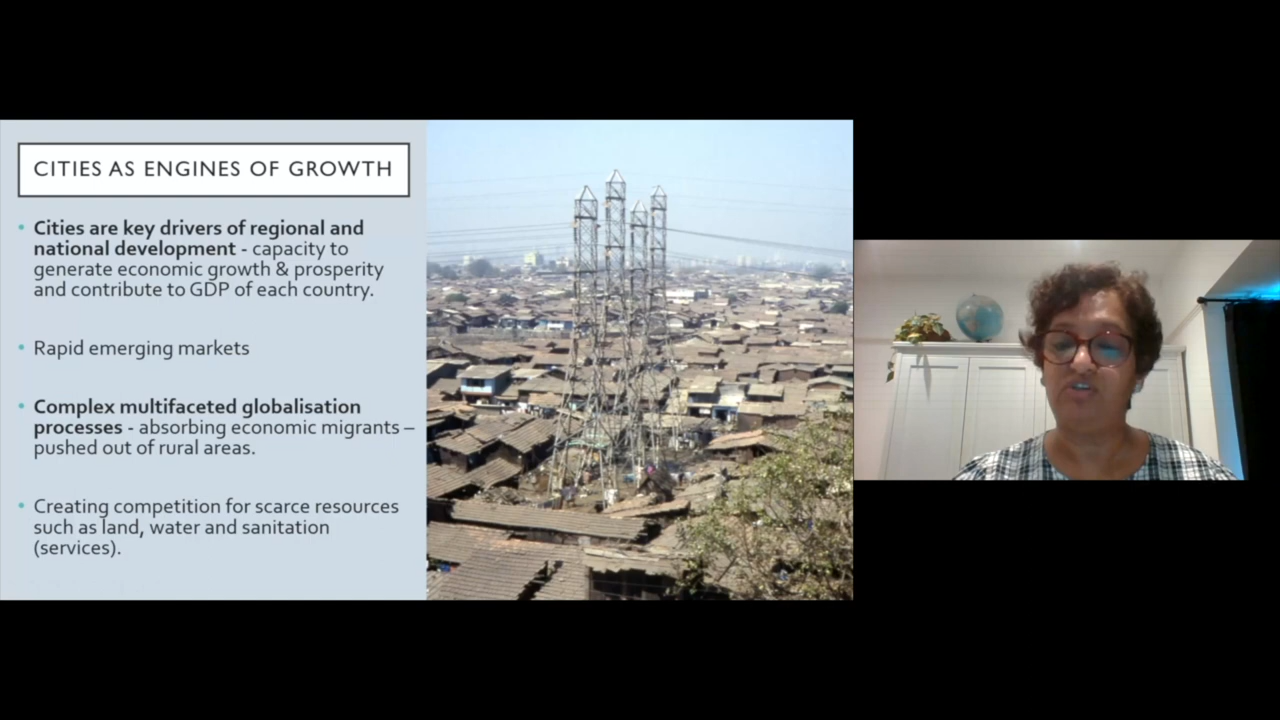 CITIES AS ENGINES OF GROWTH
• Cities are key drivers of regional and
national development - capacity to
generate economic growth & prosperity
and contribute to GDP of each country.
• Rapid emerging markets
• Complex multifaceted globalisation
processes - absorbing economic migrants –
pushed out of rural areas.
• Creating competition for scarce resources
such as land, water and sanitation
(services).